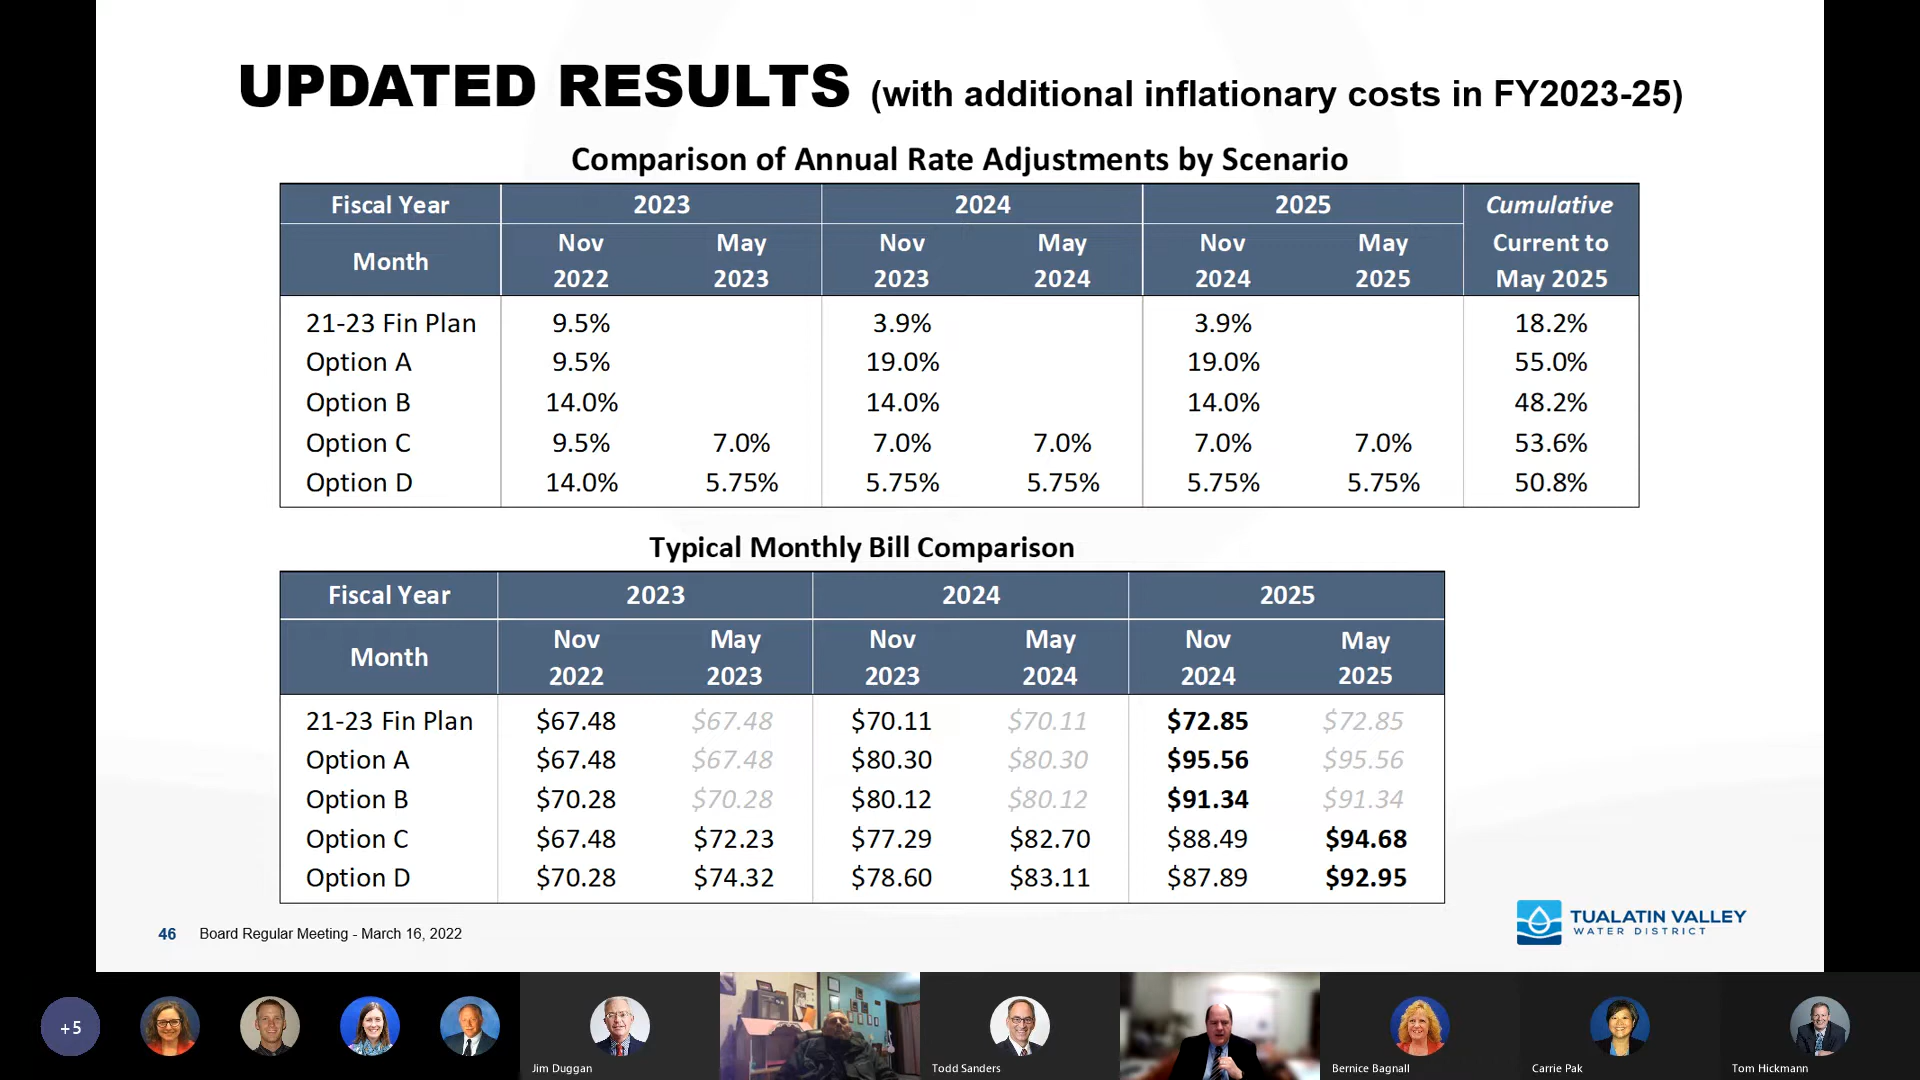 UPDATED RESULTS (with additional inflationary costs in FY2023-25)
Comparison of Annual Rate Adjustments by Scenario
Fiscal Year 2023 2024 2025 Cumulative
Month Nov 2022 May 2023 Nov 2023 May 2024 Nov 2024 May 2025 Current to May 2025
21-23 Fin Plan 9.5% 3.9% 3.9% 18.2%
Option A 9.5% 19.0% 19.0% 55.0%
Option B 14.0% 14.0% 14.0% 48.2%
Option C 9.5% 7.0% 7.0% 7.0% 7.0% 7.0% 53.6%
Option D 14.0% 5.75% 5.75% 5.75% 5.75% 5.75% 50.8%
Typical Monthly Bill Comparison
Fiscal Year 2023 2024 2025
Month Nov 2022 May 2023 Nov 2023 May 2024 Nov 2024 May 2025
21-23 Fin Plan $67.48 $67.48 $70.11 $70.11 $72.85 $72.85
Option A $67.48 $67.48 $80.30 $80.30 $95.56 $95.56
Option B $70.28 $70.28 $80.12 $80.12 $91.34 $91.34
Option C $67.48 $72.23 $77.29 $82.70 $88.49 $94.68
Option D $70.28 $74.32 $78.60 $83.11 $87.89 $92.95
46 Board Regular Meeting - March 16, 2022
TUALATIN VALLEY
WATER DISTRICT
+5
Jim Duggan
Todd Sanders
Bernice Bagnall
Carrie Pak
Tom Hickmann